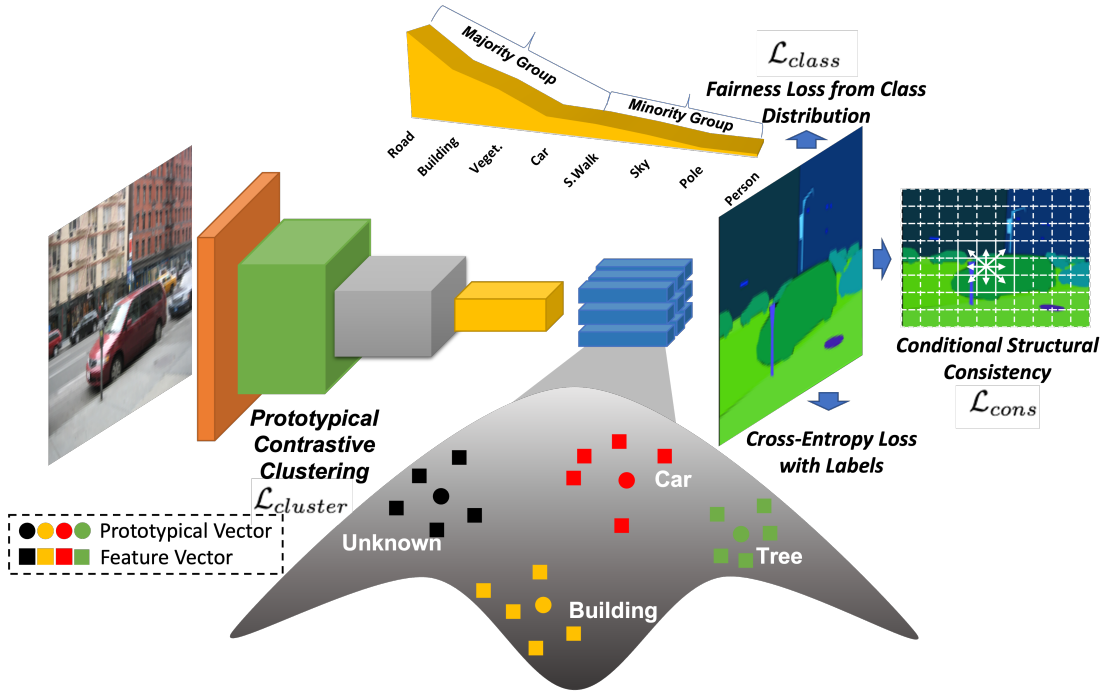 Majority Group
Minority Group
Road
Building
Veget.
Car
S.Walk
Sky
Pole
Person
ℒclass
Fairness Loss from Class
Distribution
Conditional Structural
Consistency
ℒcons
Cross-Entropy Loss
with Labels
Prototypical
Contrastive
Clustering
ℒcluster
Prototypical Vector
Feature Vector
Unknown
Car
Tree
Building